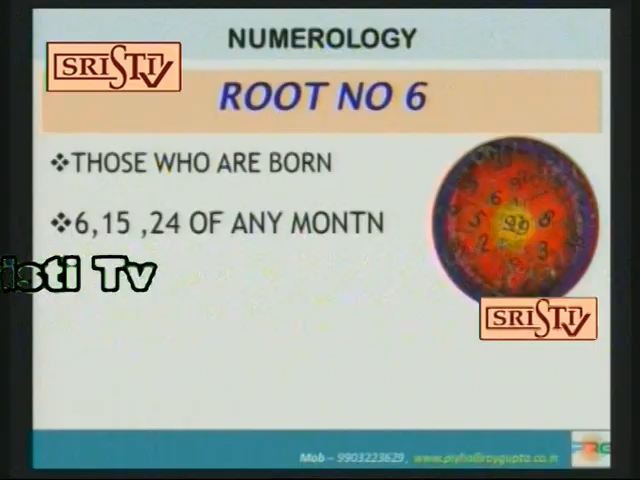 NUMEROLOGY
SRISTI TV
ROOT NO 6
❖THOSE WHO ARE BORN
❖6,15 ,24 OF ANY MONTN
isti Tv
SRISTI TV
Mob – 9903223629,